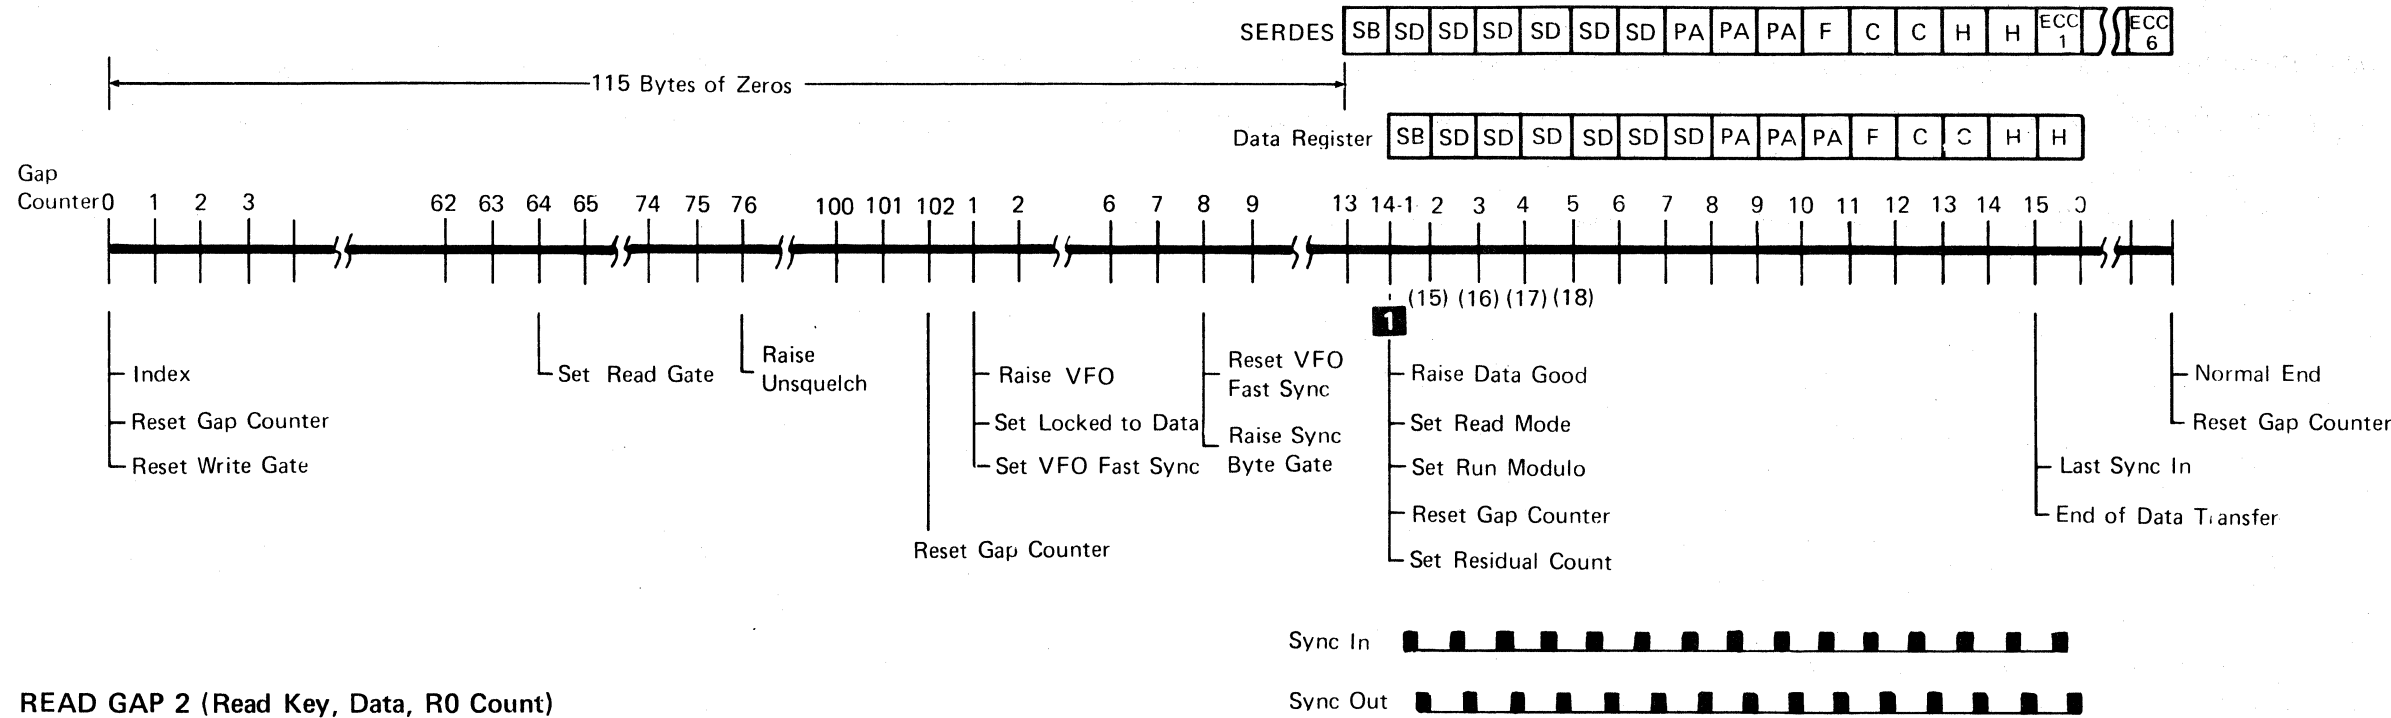 SERDES SB SD SD SD SD SD SD PA PA PA F C C H H ECC 1 ECC 6
115 Bytes of Zeros
Data Register SB SD SD SD SD SD SD PA PA PA F C C H H
Gap
Counter 0 1 2 3 62 63 64 65 74 75 76 100 101 102 1 2 6 7 8 9 13 14-1 2 3 4 5 6 7 8 9 10 11 12 13 14 15 0
(15) (16) (17) (18)
1
Index
Reset Gap Counter
Reset Write Gate
Set Read Gate
Raise
Unsquelch
Reset Gap Counter
Raise VFO
Set Locked to Data
Set VFO Fast Sync
Reset VFO
Fast Sync
Raise Sync
Byte Gate
Raise Data Good
Set Read Mode
Set Run Modulo
Reset Gap Counter
Set Residual Count
Last Sync In
End of Data Transfer
Normal End
Reset Gap Counter
Sync In
Sync Out
READ GAP 2 (Read Key, Data, R0 Count)